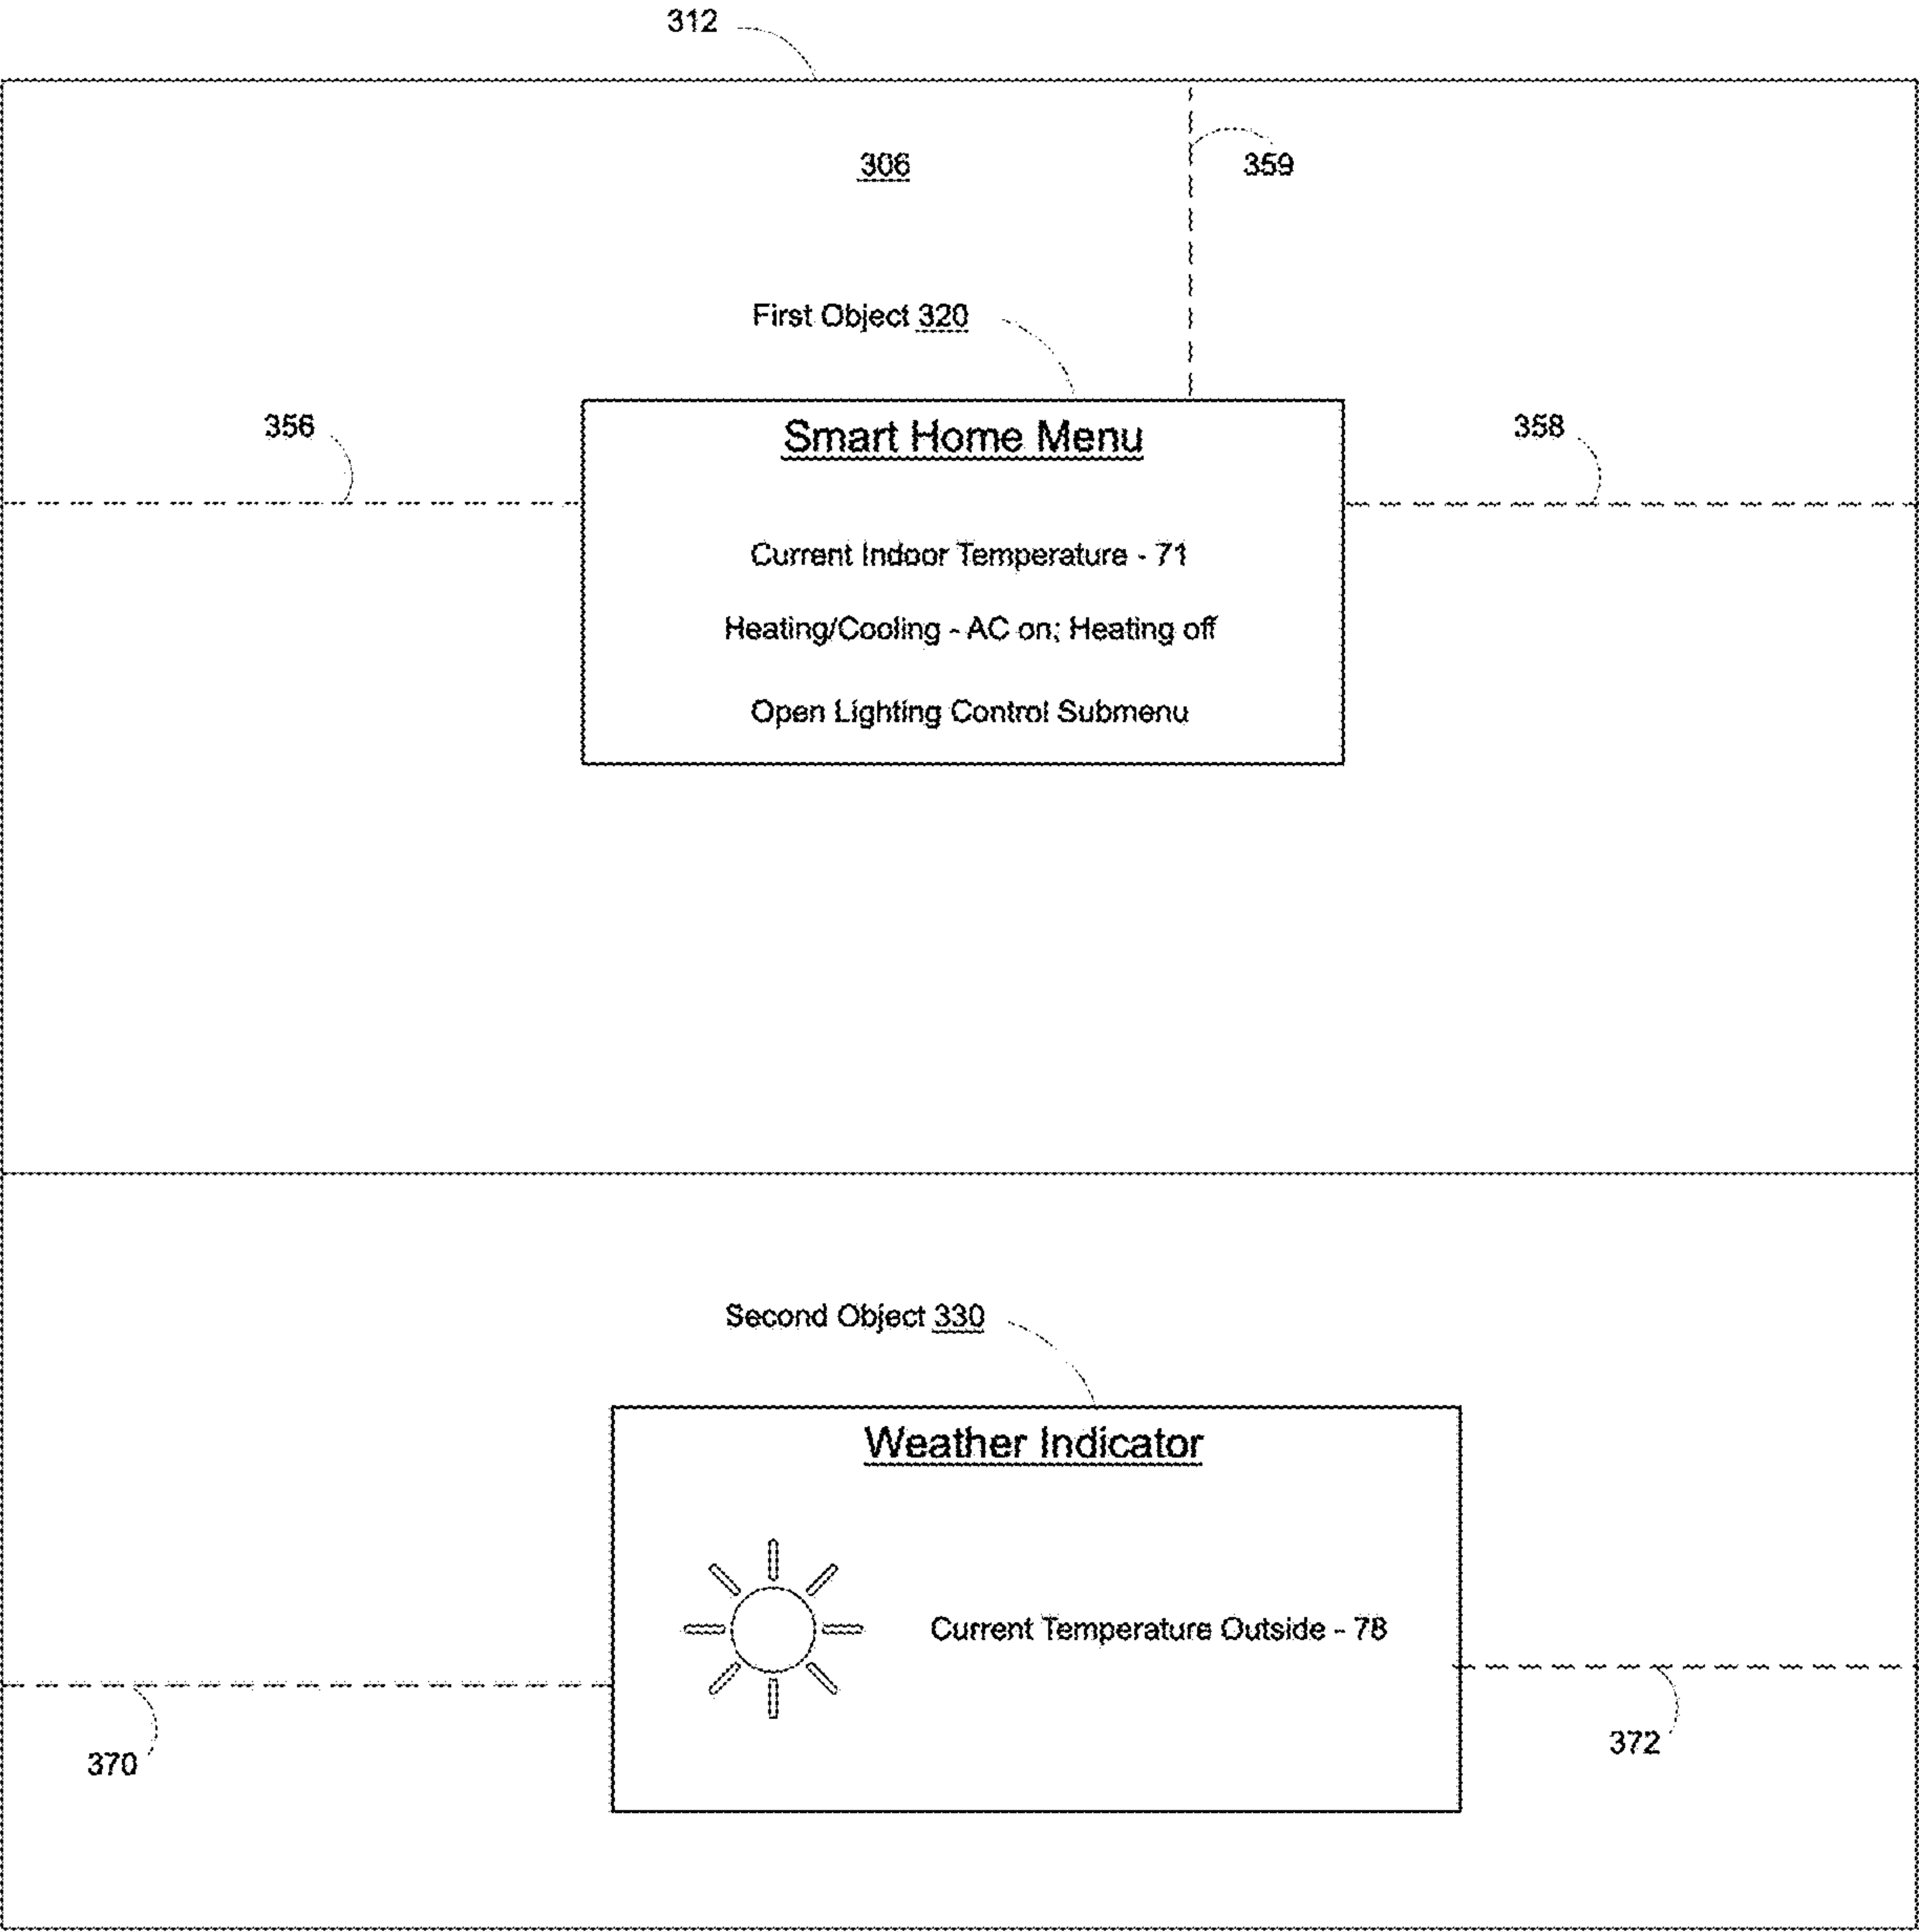 312
306
359
First Object 320
356
358
Smart Home Menu
Current Indoor Temperature - 71
Heating/Cooling - AC on; Heating off
Open Lighting Control Submenu
Second Object 330
Weather Indicator
Current Temperature Outside - 78
370
372